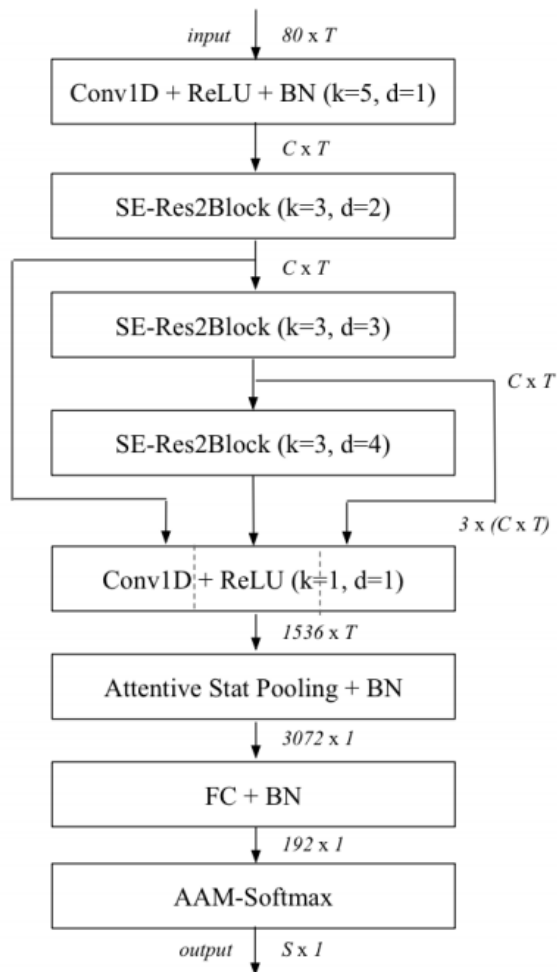 input 80 x T
Conv1D + ReLU + BN (k=5, d=1)
C x T
SE-Res2Block (k=3, d=2)
C x T
SE-Res2Block (k=3, d=3)
C x T
SE-Res2Block (k=3, d=4)
3 x (C x T)
Conv1D + ReLU (k=1, d=1)
1536 x T
Attentive Stat Pooling + BN
3072 x 1
FC + BN
192 x 1
AAM-Softmax
output S x 1